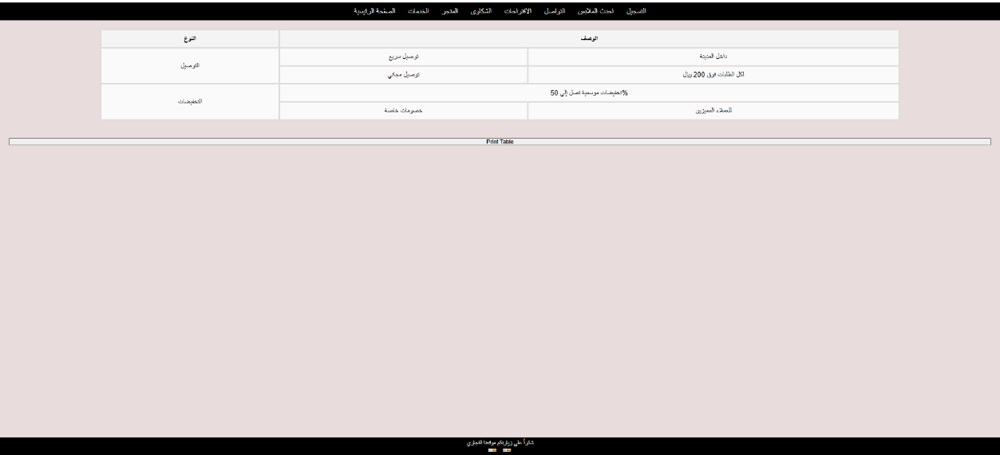 الصفحة الرئيسية الخدمات المتجر الشكاوى الاقتراحات التواصل احدث الملابس التسجيل
النوع الوصف
التوصيل
توصيل سريع داخل المدينة
توصيل مجاني لكل الطلبات فوق 200 ريال
التخفيضات
%تخفيضات موسمية تصل إلى 50
خصومات خاصة للعملاء المميزين
Print Table
شكراً على زيارتكم موقعنا التجاري